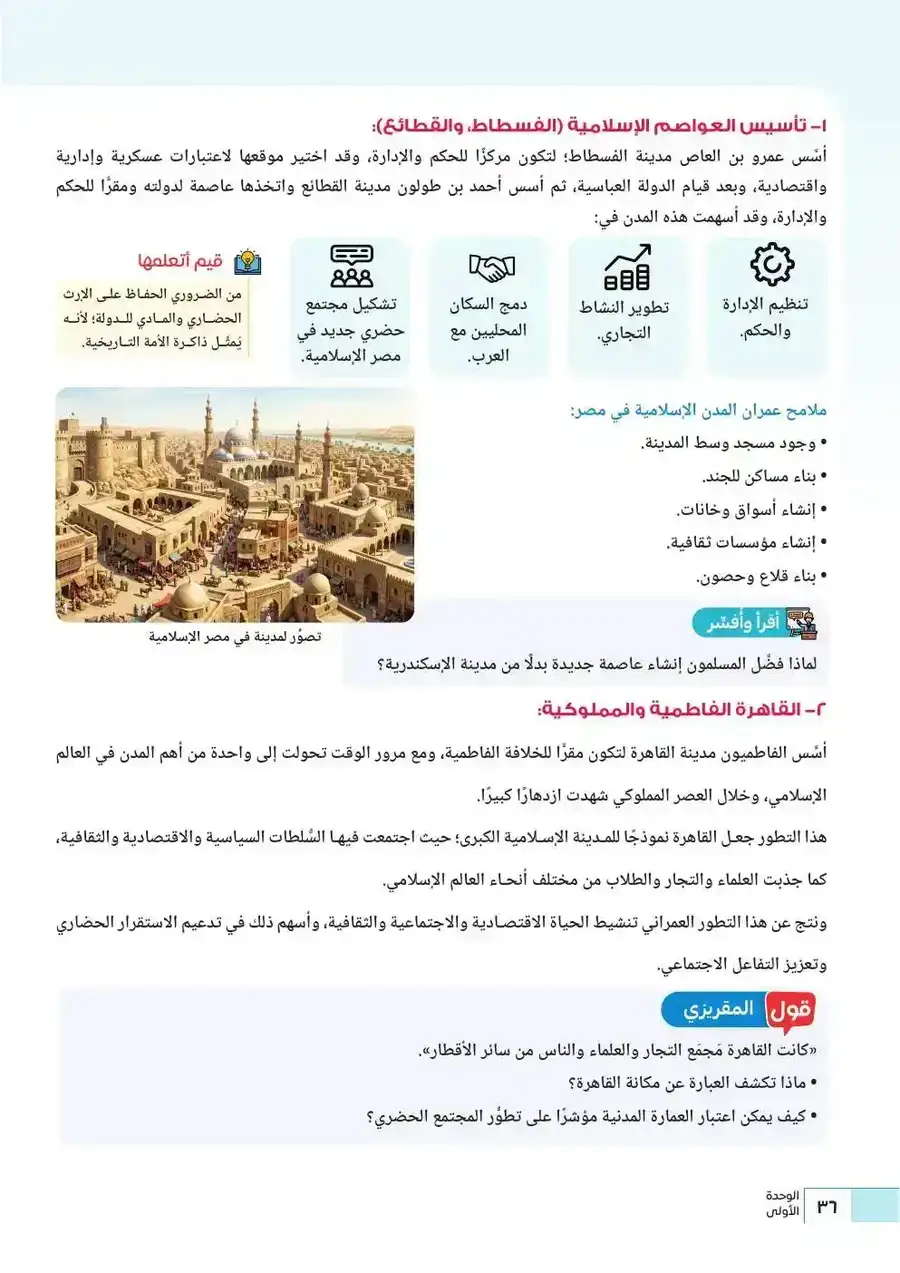 ١- تأسيس العواصم الإسلامية (الفسطاط، والقطائع):
أسَّس عمرو بن العاص مدينة الفسطاط؛ لتكون مركزًا للحكم والإدارة، وقد اختير موقعها لاعتبارات عسكرية وإدارية
واقتصادية، وبعد قيام الدولة العباسية، ثم أسس أحمد بن طولون مدينة القطائع واتخذها عاصمة لدولته ومقرًّا للحكم
والإدارة، وقد أسهمت هذه المدن في:
تنظيم الإدارة
والحكم.
تطوير النشاط
التجاري.
دمج السكان
المحليين مع
العرب.
تشكيل مجتمع
حضري جديد في
مصر الإسلامية.
قيم أتعلمها
من الضروري الحفاظ على الإرث
الحضاري والمادي للدولة؛ لأنه
يُمثِّل ذاكرة الأمة التاريخية.
ملامح عمران المدن الإسلامية في مصر:
• وجود مسجد وسط المدينة.
• بناء مساكن للجند.
• إنشاء أسواق وخانات.
• إنشاء مؤسسات ثقافية.
• بناء قلاع وحصون.
تصوُّر لمدينة في مصر الإسلامية
أقرأ وأفسِّر
لماذا فضَّل المسلمون إنشاء عاصمة جديدة بدلًا من مدينة الإسكندرية؟
٢- القاهرة الفاطمية والمملوكية:
أسَّس الفاطميون مدينة القاهرة لتكون مقرًّا للخلافة الفاطمية، ومع مرور الوقت تحولت إلى واحدة من أهم المدن في العالم
الإسلامي، وخلال العصر المملوكي شهدت ازدهارًا كبيرًا.
هذا التطور جعل القاهرة نموذجًا للمدينة الإسلامية الكبرى؛ حيث اجتمعت فيها السُّلطات السياسية والاقتصادية والثقافية،
كما جذبت العلماء والتجار والطلاب من مختلف أنحاء العالم الإسلامي.
ونتج عن هذا التطور العمراني تنشيط الحياة الاقتصادية والاجتماعية والثقافية، وأسهم ذلك في تدعيم الاستقرار الحضاري
وتعزيز التفاعل الاجتماعي.
قول المقريزي
«كانت القاهرة مَجمَع التجار والعلماء والناس من سائر الأقطار».
• ماذا تكشف العبارة عن مكانة القاهرة؟
• كيف يمكن اعتبار العمارة المدنية مؤشرًا على تطوُّر المجتمع الحضري؟
٣٦
الوحدة
الأولى